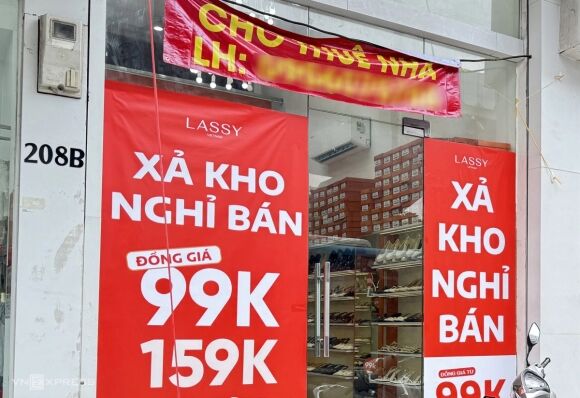 CHO THUÊ NHÀ
LH:
208B
LASSY
XẢ KHO
NGHỈ BÁN
ĐỒNG GIÁ
99K
159K
LASSY
XẢ
KHO
NGHỈ
BÁN
ĐỒNG GIÁ TỪ
99K
VNEXPRESS